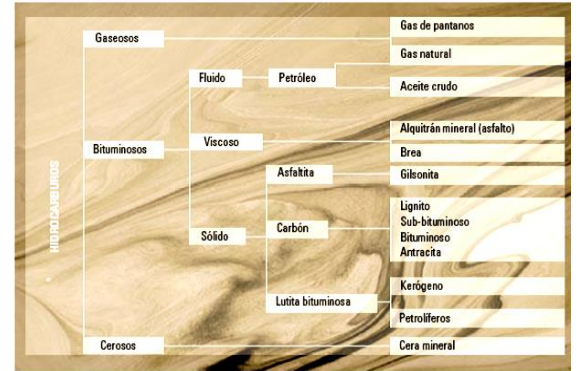 HIDROCARBUROS
Gaseosos
Gas de pantanos
Gas natural
Fluido
Petróleo
Aceite crudo
Bituminosos
Viscoso
Alquitrán mineral (asfalto)
Brea
Asfaltita
Gilsonita
Sólido
Carbón
Lignito
Sub-bituminoso
Bituminoso
Antracita
Lutita bituminosa
Kerógeno
Petrolíferos
Cerosos
Cera mineral